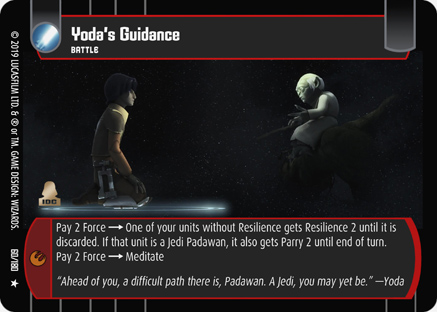 Yoda's Guidance
BATTLE
© 2019 LUCASFILM LTD. & ® or TM. GAME DESIGN: WIZARDS.
IDC
Pay 2 Force → One of your units without Resilience gets Resilience 2 until it is
discarded. If that unit is a Jedi Padawan, it also gets Parry 2 until end of turn.
Pay 2 Force → Meditate
“Ahead of you, a difficult path there is, Padawan. A Jedi, you may yet be.” —Yoda